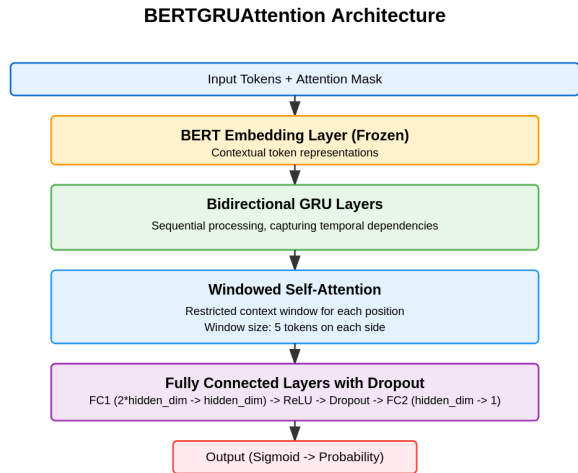 BERTGRUAttention Architecture
Input Tokens + Attention Mask
BERT Embedding Layer (Frozen)
Contextual token representations
Bidirectional GRU Layers
Sequential processing, capturing temporal dependencies
Windowed Self-Attention
Restricted context window for each position
Window size: 5 tokens on each side
Fully Connected Layers with Dropout
FC1 (2*hidden_dim -> hidden_dim) -> ReLU -> Dropout -> FC2 (hidden_dim -> 1)
Output (Sigmoid -> Probability)